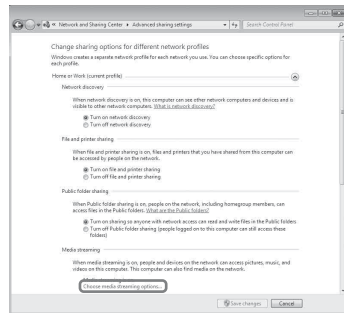 « Network and Sharing Center ▸ Advanced sharing settings
Search Control Panel
Change sharing options for different network profiles
Windows creates a separate network profile for each network you use. You can choose specific options for
each profile.
Home or Work (current profile)
Network discovery
When network discovery is on, this computer can see other network computers and devices and is
visible to other network computers. What is network discovery?
Turn on network discovery
Turn off network discovery
File and printer sharing
When file and printer sharing is on, files and printers that you have shared from this computer can
be accessed by people on the network.
Turn on file and printer sharing
Turn off file and printer sharing
Public folder sharing
When Public folder sharing is on, people on the network, including homegroup members, can
access files in the Public folders. What are the Public folders?
Turn on sharing so anyone with network access can read and write files in the Public folders
Turn off Public folder sharing (people logged on to this computer can still access these
folders)
Media streaming
When media streaming is on, people and devices on the network can access pictures, music, and
videos on this computer. This computer can also find media on the network.
Choose media streaming options...
Save changes
Cancel